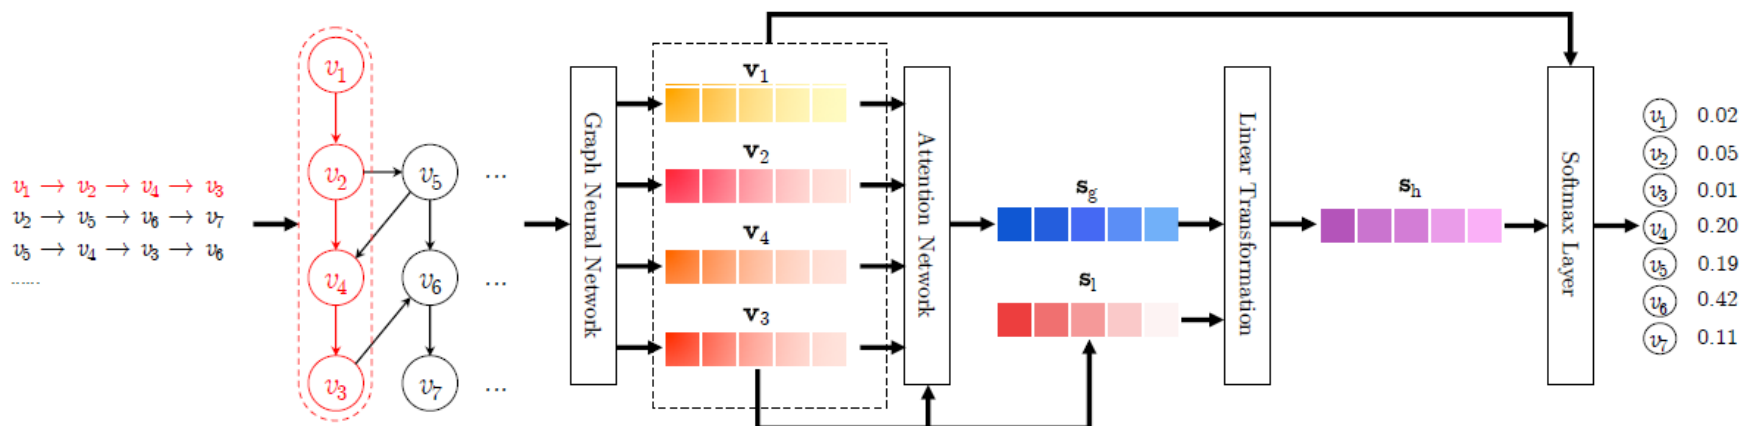 v1 → v2 → v4 → v3
v2 → v5 → v6 → v7
v5 → v4 → v3 → v6
......
v1
v2
v5
...
v4
v6
...
v3
v7
...
Graph Neural Network
v1
v2
v4
v3
Attention Network
sg
sl
Linear Transformation
sh
Softmax Layer
v1 0.02
v2 0.05
v3 0.01
v4 0.20
v5 0.19
v6 0.42
v7 0.11